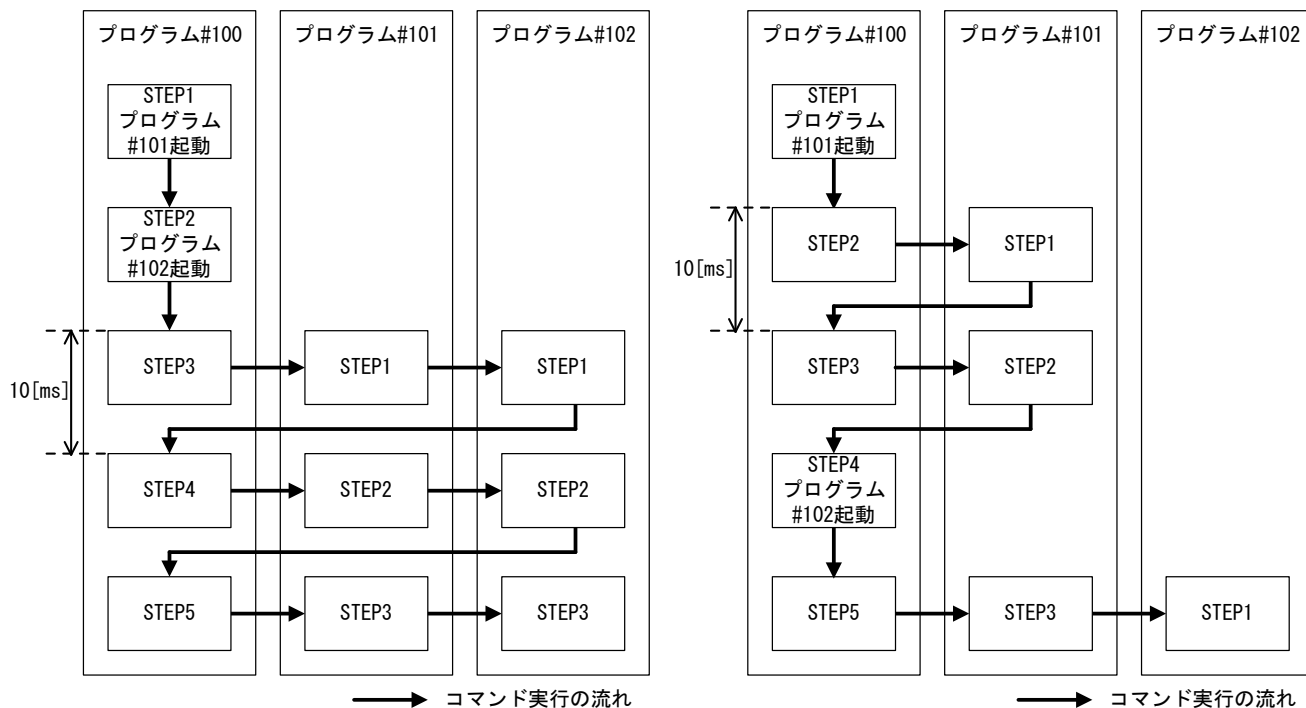 プログラム#100
プログラム#101
プログラム#102
STEP1
プログラム
#101起動
STEP2
プログラム
#102起動
10[ms]
STEP3
STEP1
STEP1
STEP4
STEP2
STEP2
STEP5
STEP3
STEP3
コマンド実行の流れ
プログラム#100
プログラム#101
プログラム#102
STEP1
プログラム
#101起動
10[ms]
STEP2
STEP1
STEP3
STEP2
STEP4
プログラム
#102起動
STEP5
STEP3
STEP1
コマンド実行の流れ